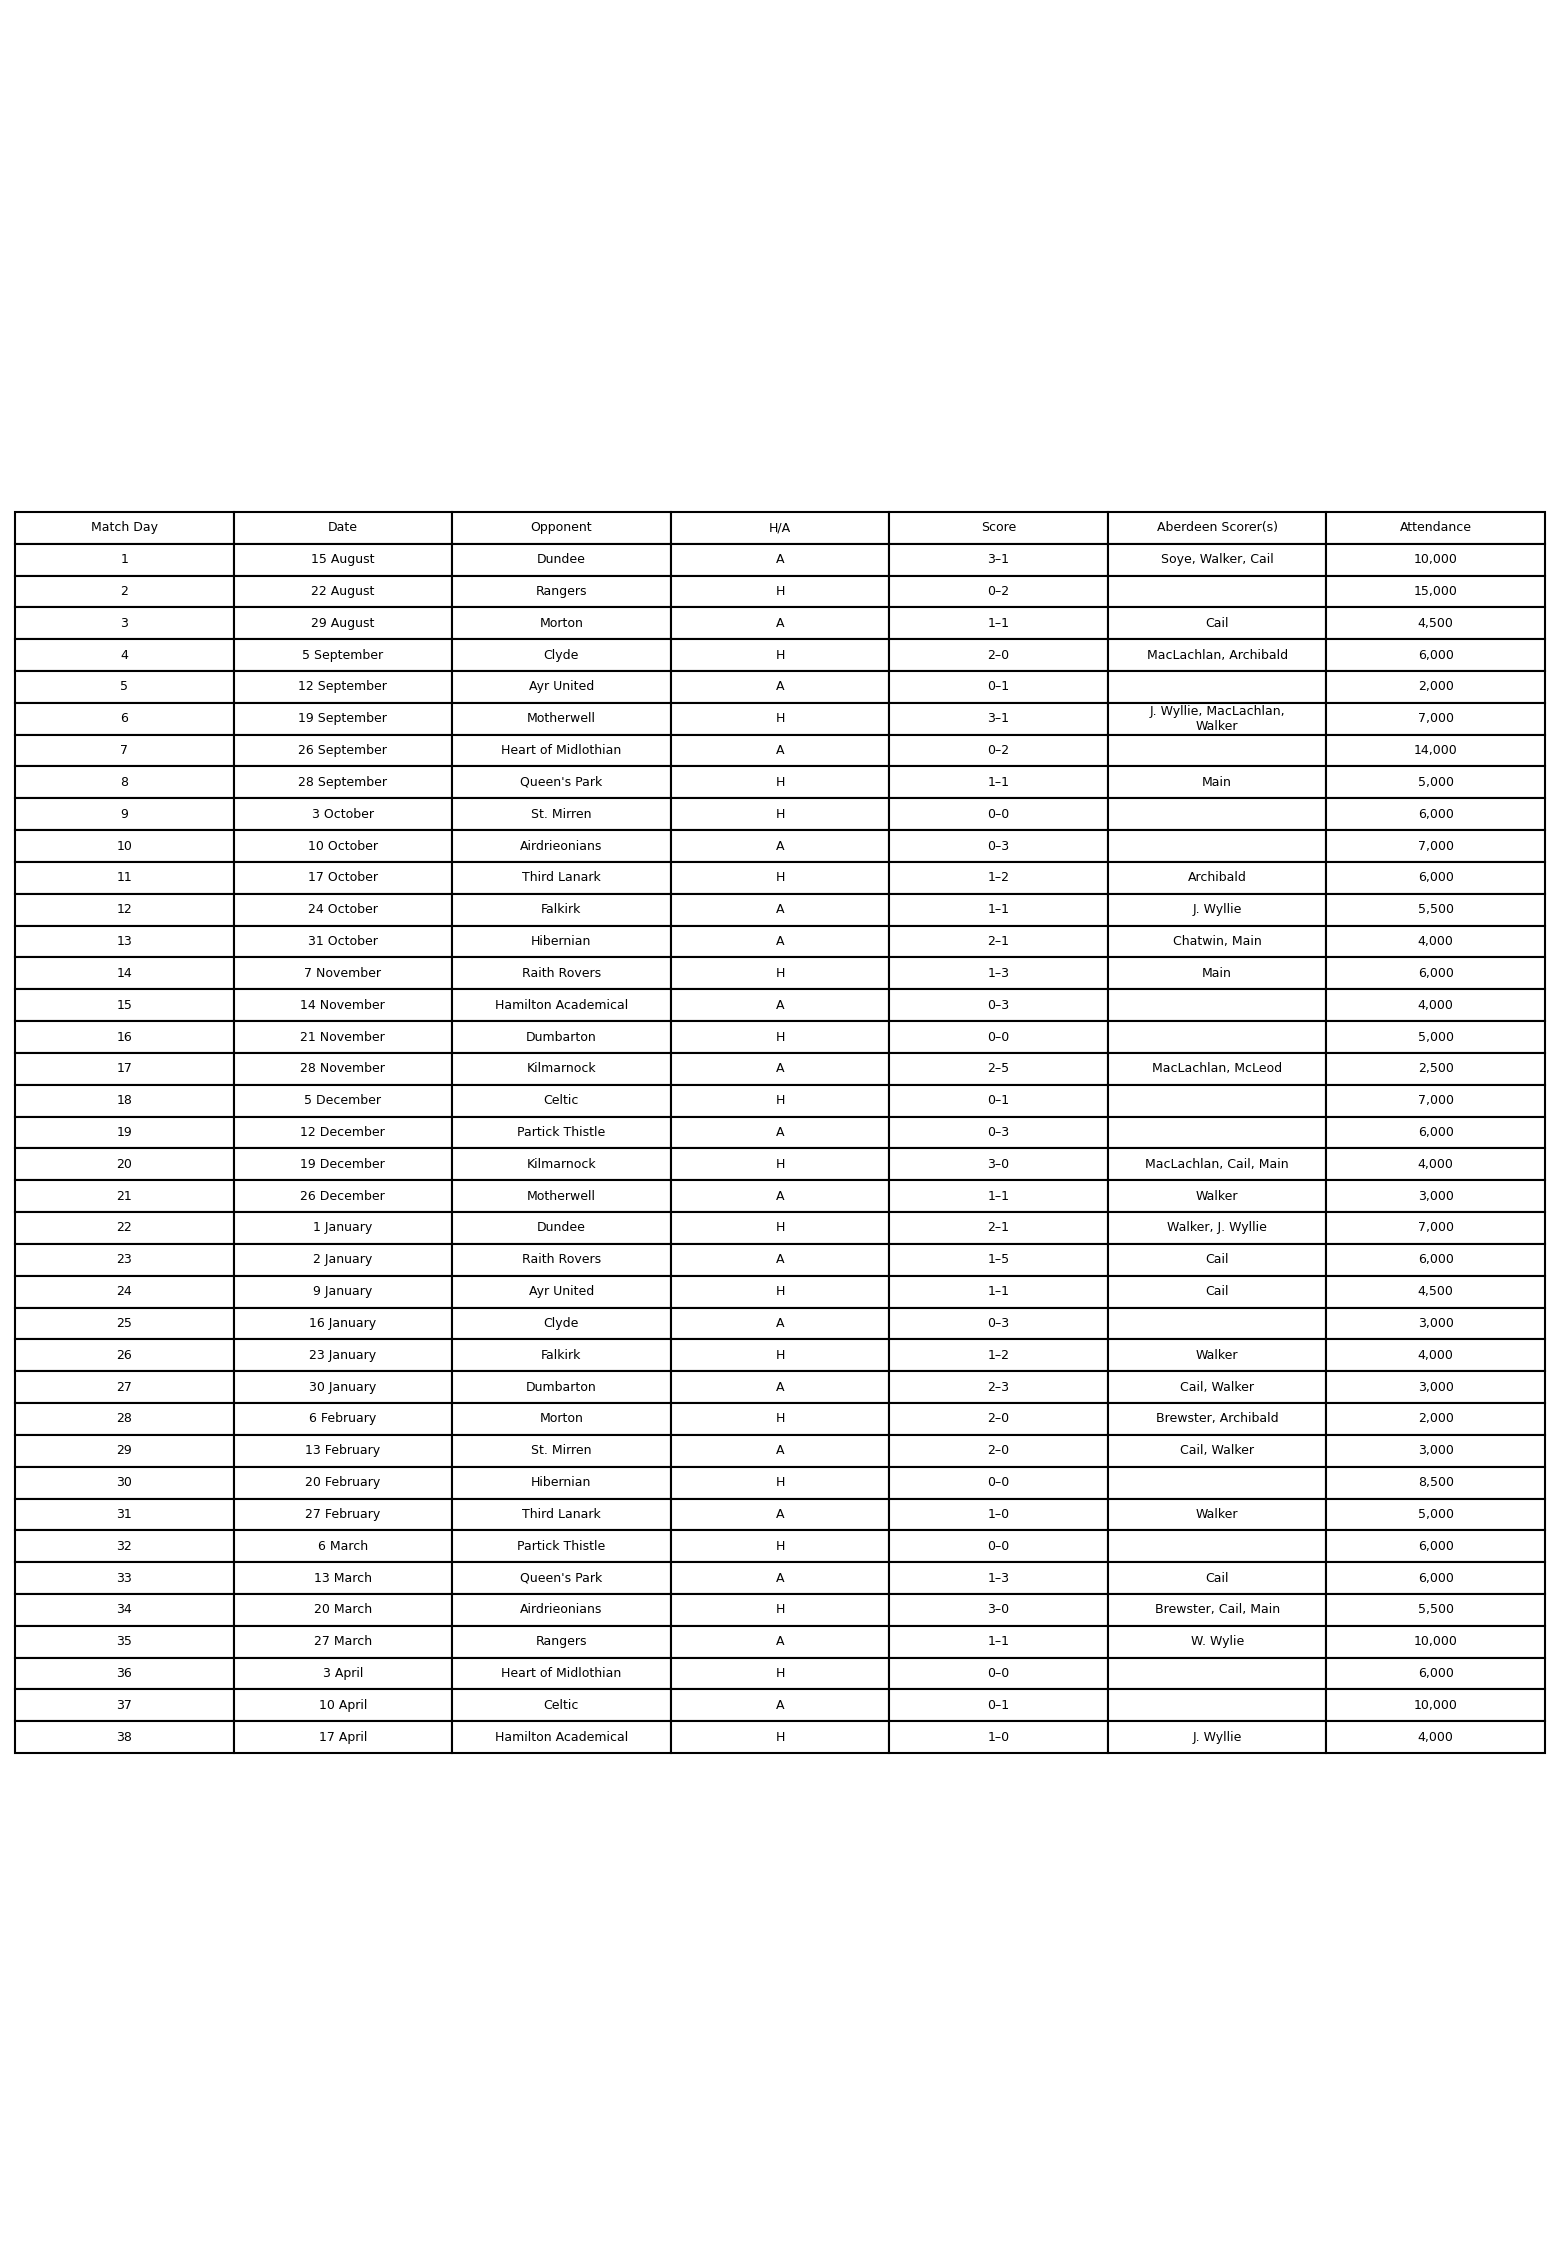 Match Day Date Opponent H/A Score Aberdeen Scorer(s) Attendance
1 15 August Dundee A 3–1 Soye, Walker, Cail 10,000
2 22 August Rangers H 0–2 15,000
3 29 August Morton A 1–1 Cail 4,500
4 5 September Clyde H 2–0 MacLachlan, Archibald 6,000
5 12 September Ayr United A 0–1 2,000
6 19 September Motherwell H 3–1 J. Wyllie, MacLachlan, Walker 7,000
7 26 September Heart of Midlothian A 0–2 14,000
8 28 September Queen's Park H 1–1 Main 5,000
9 3 October St. Mirren H 0–0 6,000
10 10 October Airdrieonians A 0–3 7,000
11 17 October Third Lanark H 1–2 Archibald 6,000
12 24 October Falkirk A 1–1 J. Wyllie 5,500
13 31 October Hibernian A 2–1 Chatwin, Main 4,000
14 7 November Raith Rovers H 1–3 Main 6,000
15 14 November Hamilton Academical A 0–3 4,000
16 21 November Dumbarton H 0–0 5,000
17 28 November Kilmarnock A 2–5 MacLachlan, McLeod 2,500
18 5 December Celtic H 0–1 7,000
19 12 December Partick Thistle A 0–3 6,000
20 19 December Kilmarnock H 3–0 MacLachlan, Cail, Main 4,000
21 26 December Motherwell A 1–1 Walker 3,000
22 1 January Dundee H 2–1 Walker, J. Wyllie 7,000
23 2 January Raith Rovers A 1–5 Cail 6,000
24 9 January Ayr United H 1–1 Cail 4,500
25 16 January Clyde A 0–3 3,000
26 23 January Falkirk H 1–2 Walker 4,000
27 30 January Dumbarton A 2–3 Cail, Walker 3,000
28 6 February Morton H 2–0 Brewster, Archibald 2,000
29 13 February St. Mirren A 2–0 Cail, Walker 3,000
30 20 February Hibernian H 0–0 8,500
31 27 February Third Lanark A 1–0 Walker 5,000
32 6 March Partick Thistle H 0–0 6,000
33 13 March Queen's Park A 1–3 Cail 6,000
34 20 March Airdrieonians H 3–0 Brewster, Cail, Main 5,500
35 27 March Rangers A 1–1 W. Wylie 10,000
36 3 April Heart of Midlothian H 0–0 6,000
37 10 April Celtic A 0–1 10,000
38 17 April Hamilton Academical H 1–0 J. Wyllie 4,000